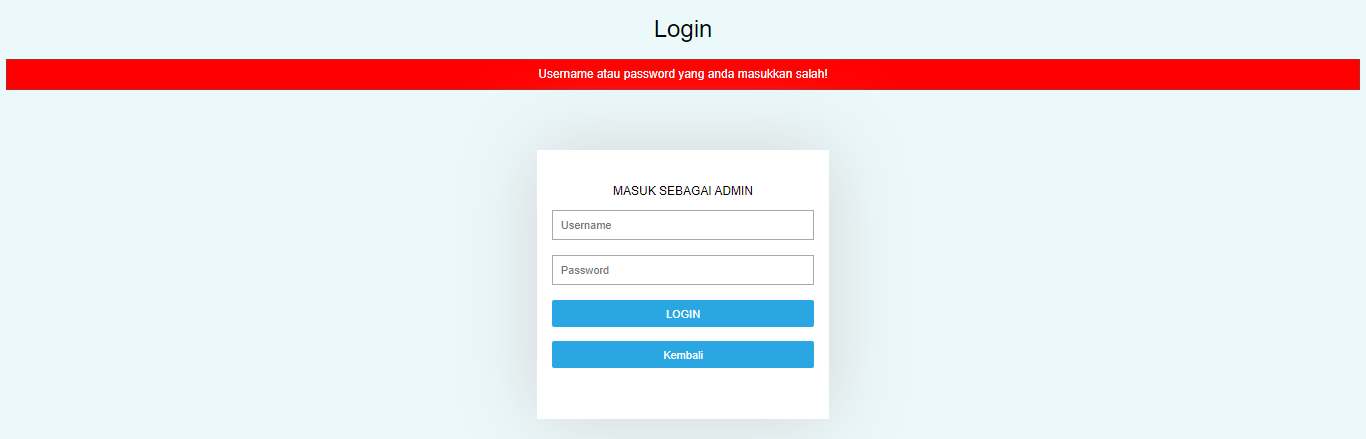 Login
Username atau password yang anda masukkan salah!
MASUK SEBAGAI ADMIN
Username
Password
LOGIN
Kembali